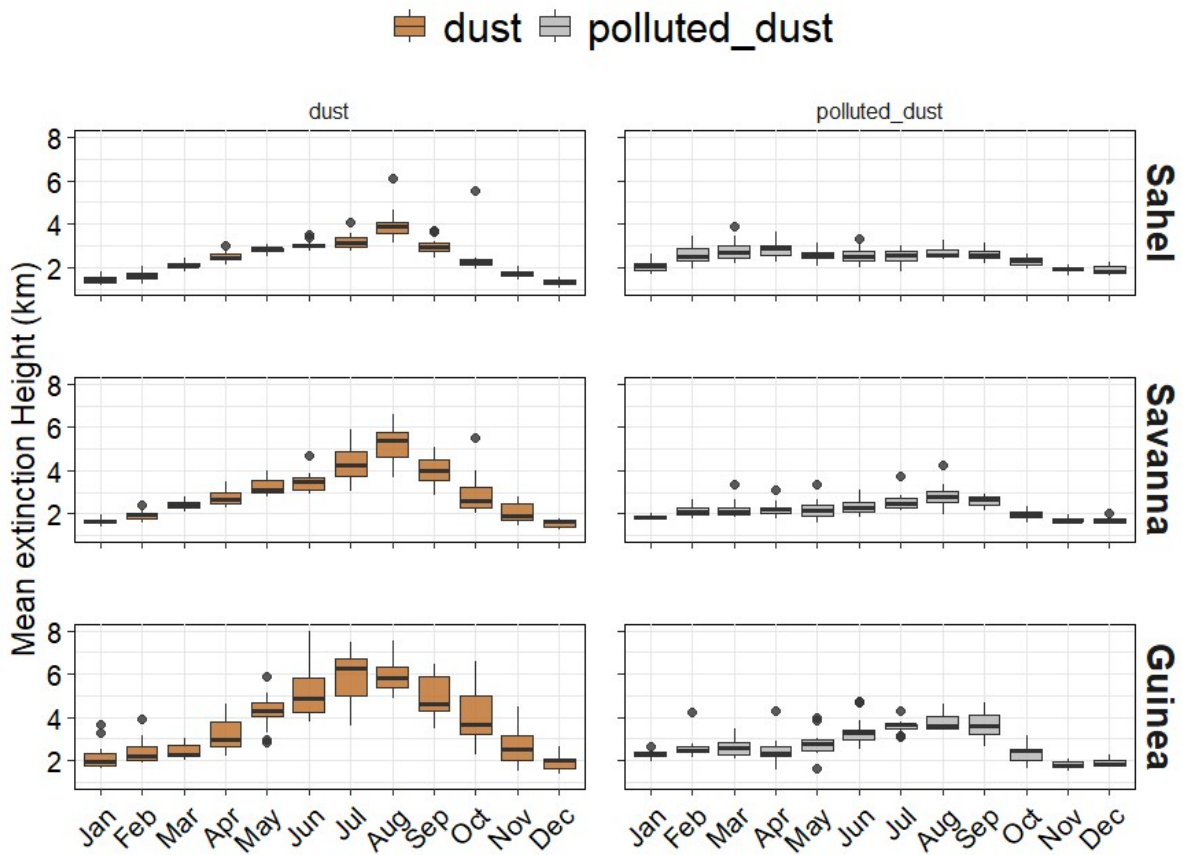 dust polluted_dust
dust polluted_dust
Mean extinction Height (km)
8
6
4
2
Sahel
8
6
4
2
Savanna
8
6
4
2
Guinea
Jan Feb Mar Apr May Jun Jul Aug Sep Oct Nov Dec Jan Feb Mar Apr May Jun Jul Aug Sep Oct Nov Dec